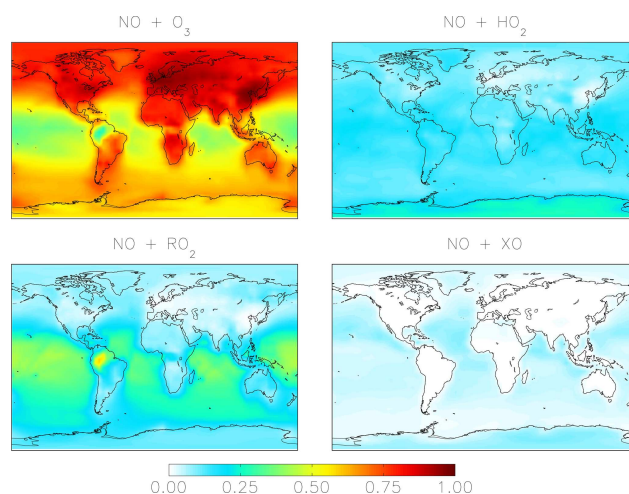 NO + O₃
NO + HO₂
NO + RO₂
NO + XO
0.00 0.25 0.50 0.75 1.00